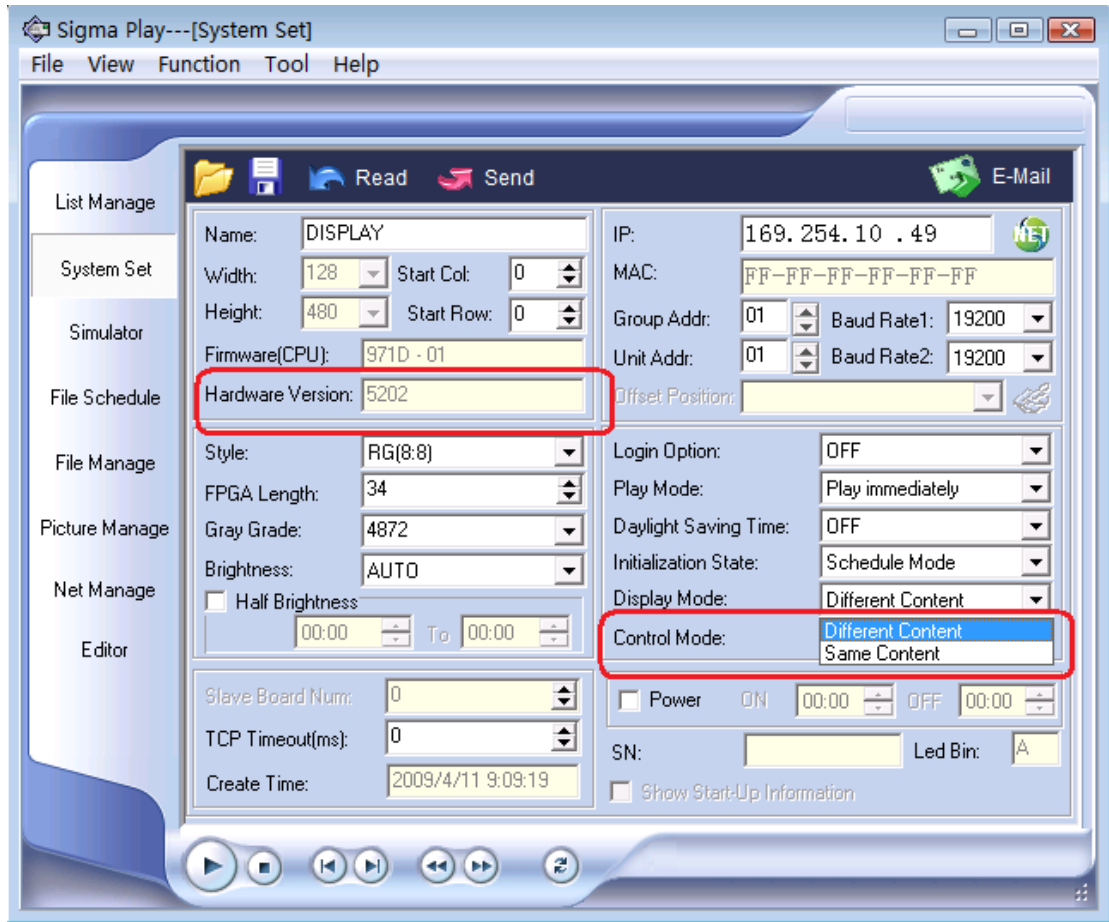 Sigma Play---[System Set]
File View Function Tool Help
List Manage
System Set
Simulator
File Schedule
File Manage
Picture Manage
Net Manage
Editor
Read Send E-Mail
Name: DISPLAY
Width: 128 Start Col: 0
Height: 480 Start Row: 0
Firmware(CPU): 971D - 01
Hardware Version: 5202
IP: 169.254.10 .49 NET
MAC: FF-FF-FF-FF-FF-FF
Group Addr: 01 Baud Rate1: 19200
Unit Addr: 01 Baud Rate2: 19200
Offset Position:
Style: RG(8:8)
FPGA Length: 34
Gray Grade: 4872
Brightness: AUTO
Half Brightness
00:00 To 00:00
Login Option: OFF
Play Mode: Play immediately
Daylight Saving Time: OFF
Initialization State: Schedule Mode
Display Mode: Different Content
Control Mode: Different Content
Same Content
Slave Board Num: 0
TCP Timeout(ms): 0
Create Time: 2009/4/11 9:09:19
Power ON 00:00 OFF 00:00
SN: Led Bin: A
Show Start-Up Information